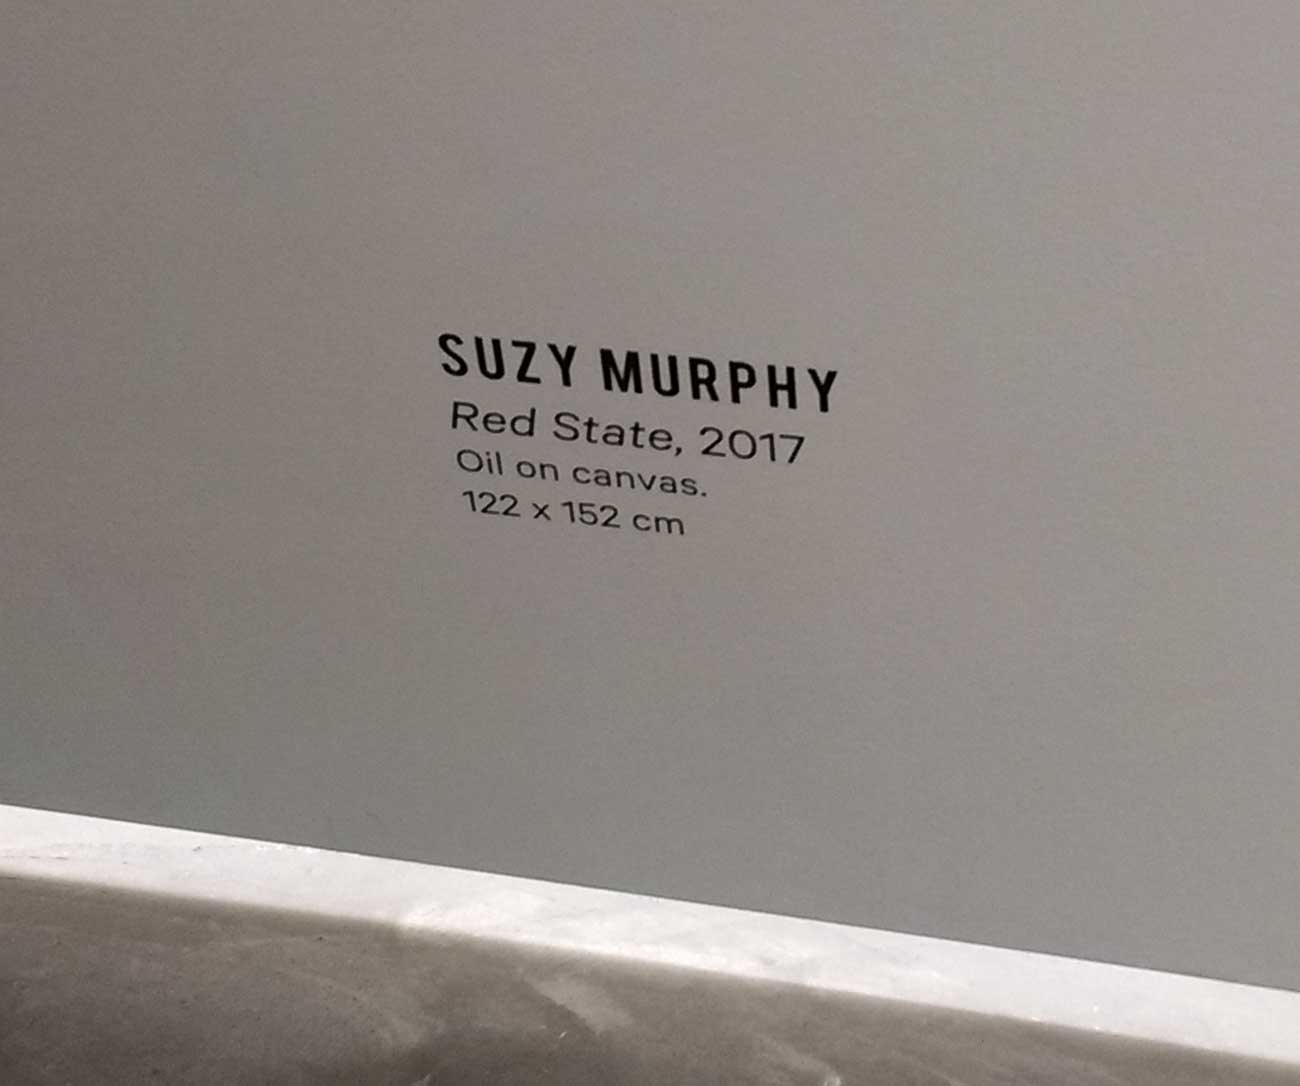 SUZY MURPHY
Red State, 2017
Oil on canvas.
122 x 152 cm